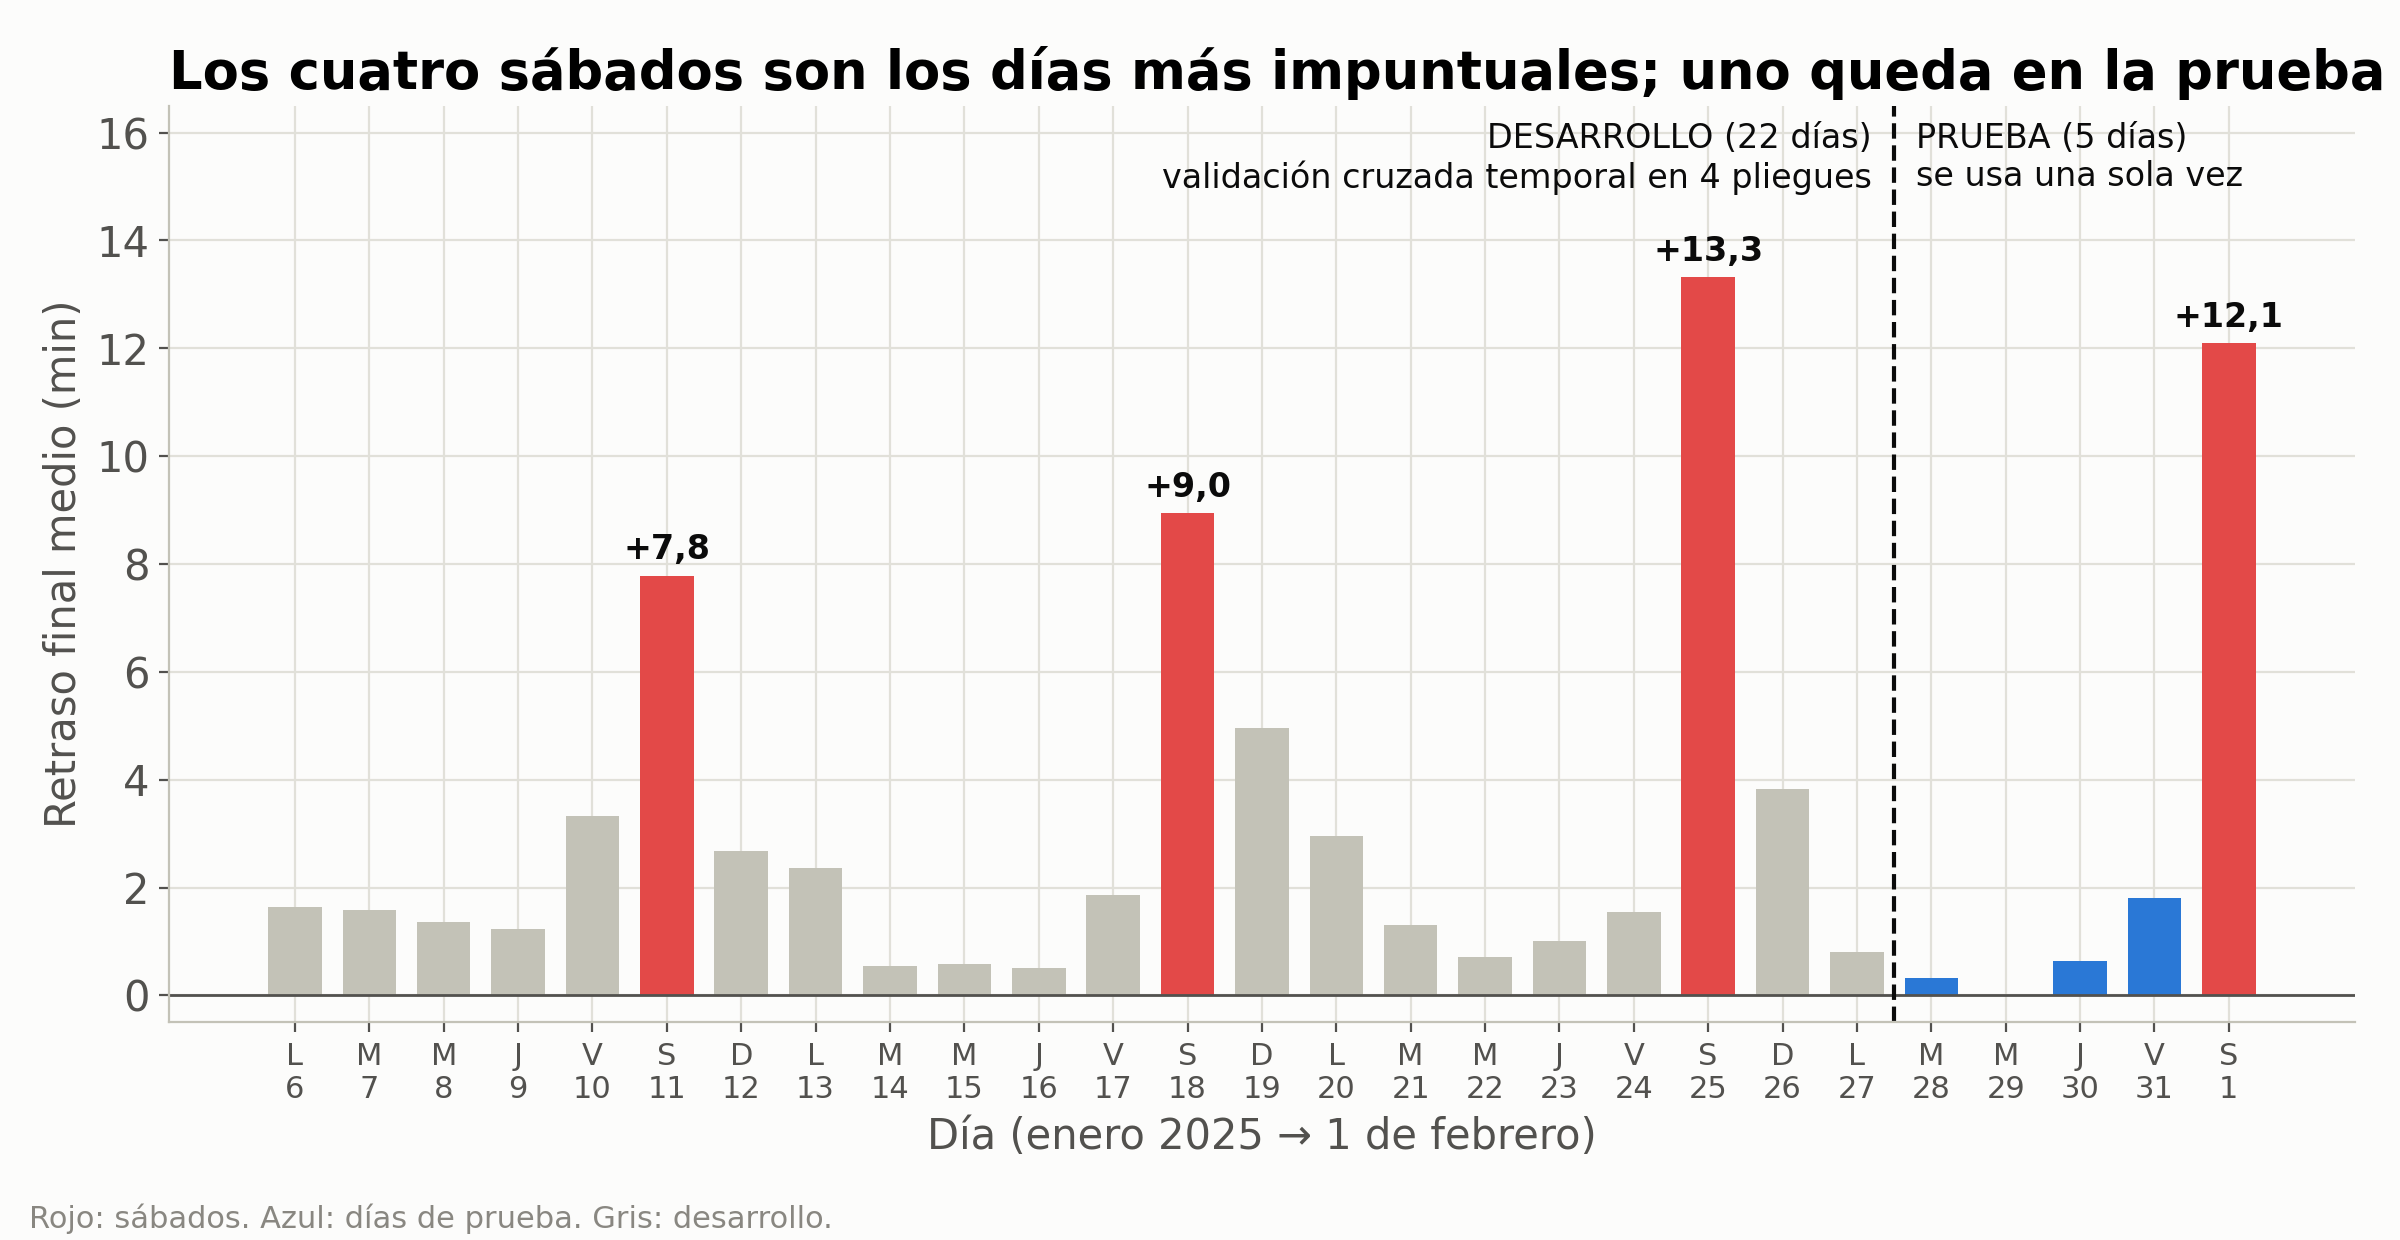 Los cuatro sábados son los días más impuntuales; uno queda en la prueba
DESARROLLO (22 días)
validación cruzada temporal en 4 pliegues
PRUEBA (5 días)
se usa una sola vez
Retraso final medio (min)
16
14
12
10
8
6
4
2
0
+7,8
+9,0
+13,3
+12,1
L M M J V S D L M M J V S D L M M J V S D L M M J V S
6 7 8 9 10 11 12 13 14 15 16 17 18 19 20 21 22 23 24 25 26 27 28 29 30 31 1
Día (enero 2025 → 1 de febrero)
Rojo: sábados. Azul: días de prueba. Gris: desarrollo.